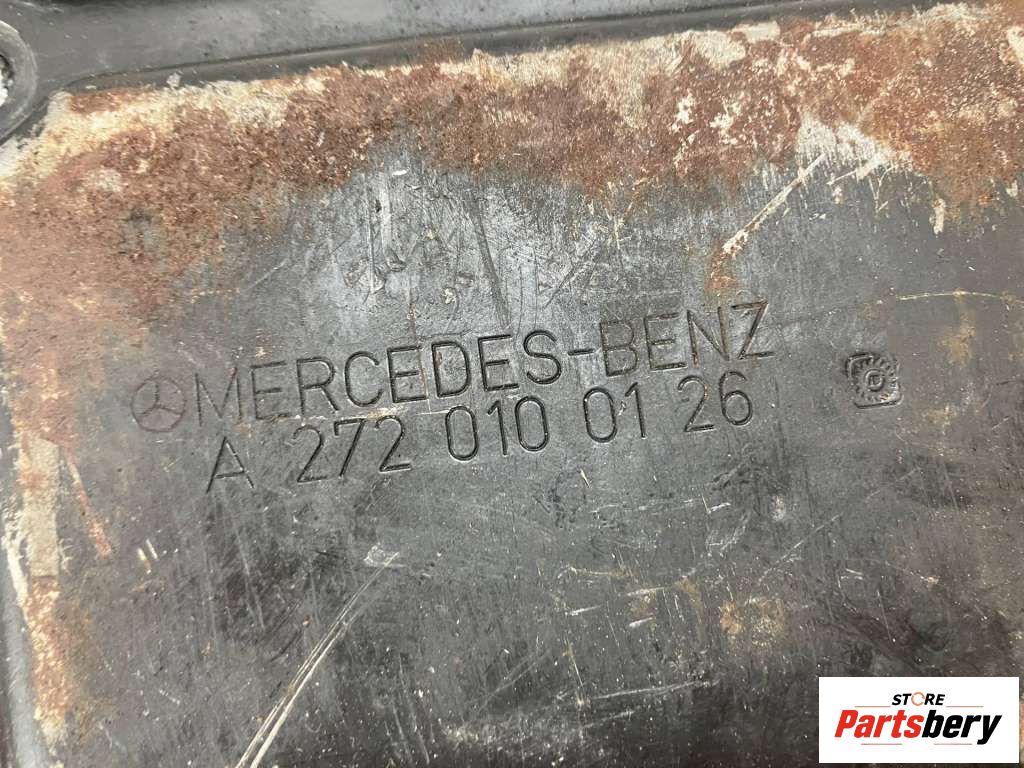 MERCEDES-BENZ
A 272 010 01 26
STORE
Partsbery